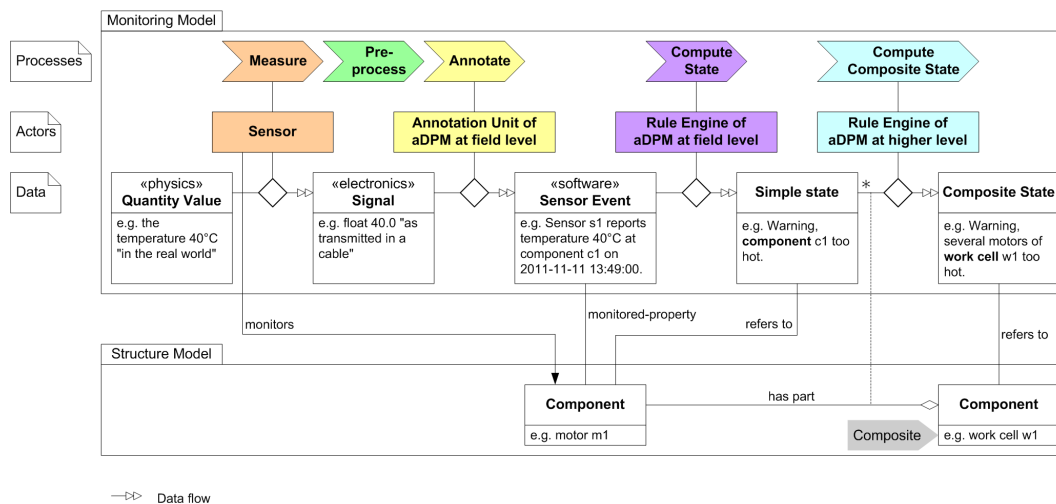 Monitoring Model
Processes
Measure
Pre-
process
Annotate
Compute
State
Compute
Composite State
Actors
Sensor
Annotation Unit of
aDPM at field level
Rule Engine of
aDPM at field level
Rule Engine of
aDPM at higher level
Data
«physics»
Quantity Value
e.g. the
temperature 40°C
"in the real world"
«electronics»
Signal
e.g. float 40.0 "as
transmitted in a
cable"
«software»
Sensor Event
e.g. Sensor s1 reports
temperature 40°C at
component c1 on
2011-11-11 13:49:00.
Simple state
e.g. Warning,
component c1 too
hot.
*
Composite State
e.g. Warning,
several motors of
work cell w1 too
hot.
monitors
monitored-property
refers to
refers to
Structure Model
Component
e.g. motor m1
has part
Component
e.g. work cell w1
Composite
Data flow